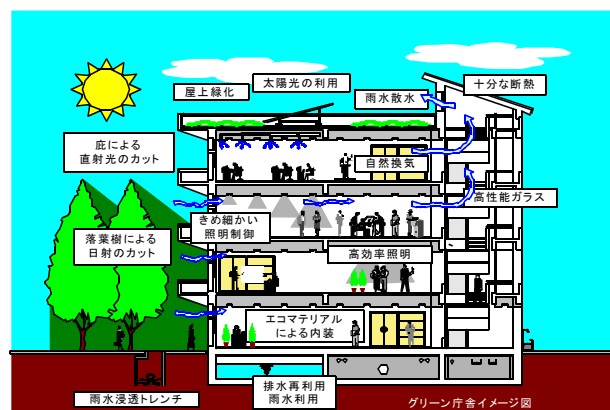 太陽光の利用
屋上緑化
十分な断熱
雨水散水
庇による
直射光のカット
自然換気
高性能ガラス
きめ細かい
照明制御
落葉樹による
日射のカット
高効率照明
エコマテリアル
による内装
排水再利用
雨水利用
雨水浸透トレンチ
グリーン庁舎イメージ図